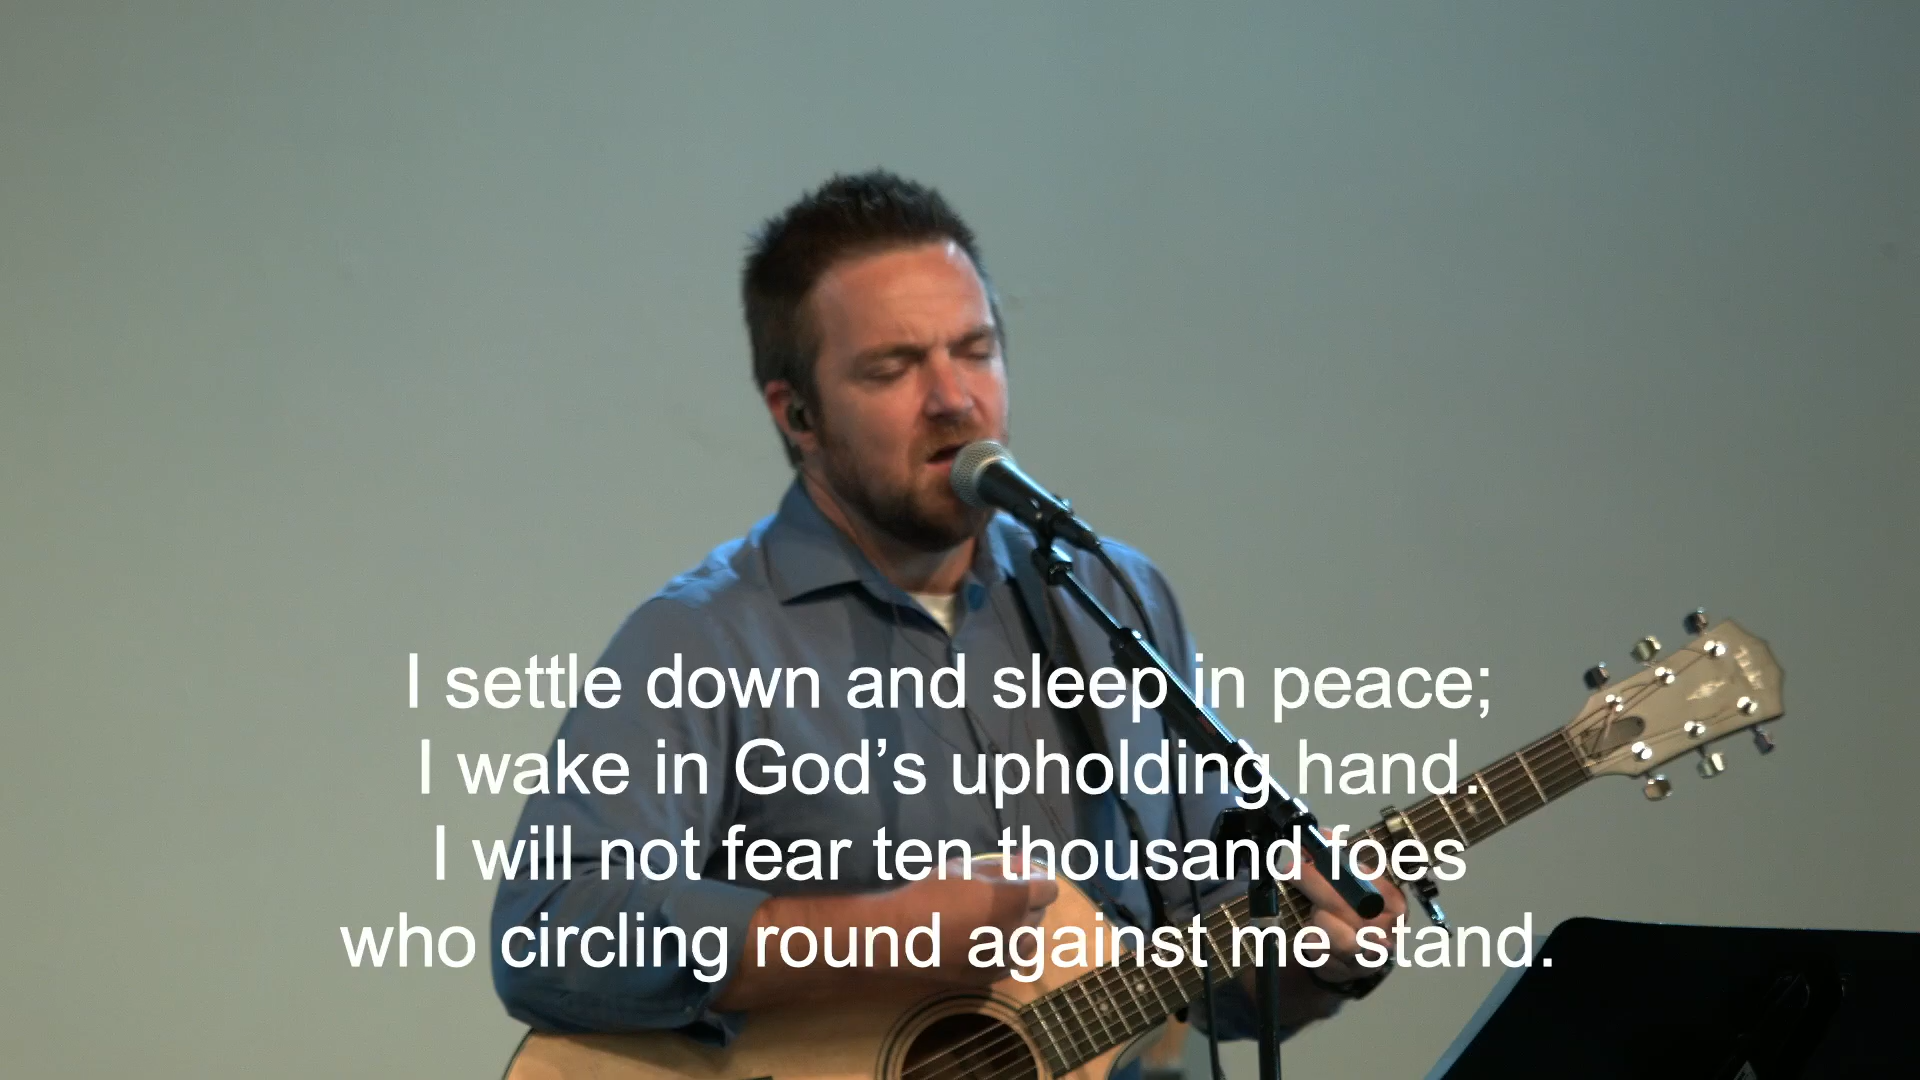 I settle down and sleep in peace;
I wake in God’s upholding hand.
I will not fear ten thousand foes
who circling round against me stand.